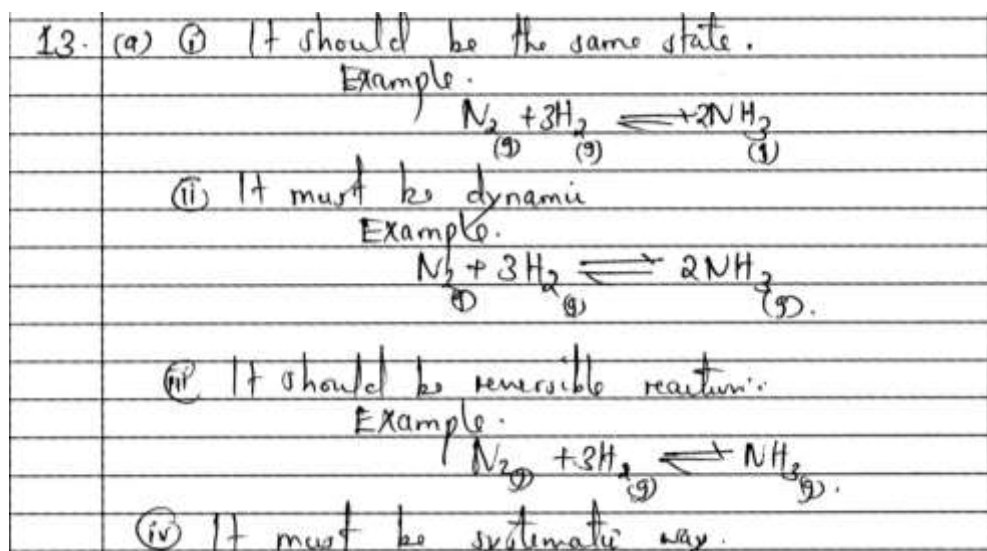 13. (a) (i) It should be the same state.
Example.
N2(g) + 3H2(g) ⇌ 2NH3(g)
(ii) It must be dynamic
Example.
N2(g) + 3H2(g) ⇌ 2NH3(g).
(iii) It should be reversible reaction.
Example.
N2(g) + 3H2(g) ⇌ NH3(g).
(iv) It must be systematic way.